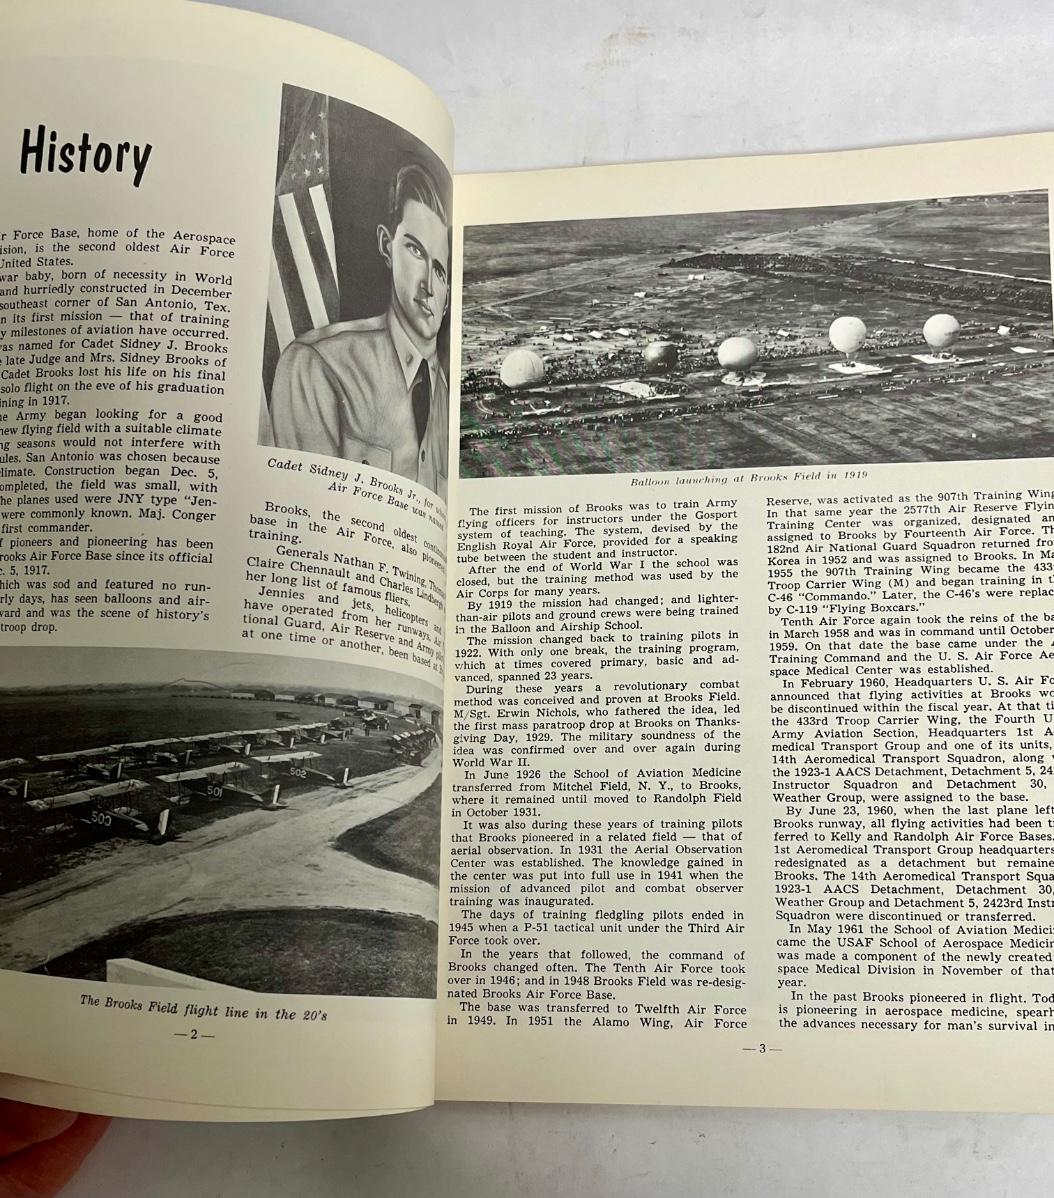 History
r Force Base, home of the Aerospace
ision, is the second oldest Air Force
United States.
war baby, born of necessity in World
and hurriedly constructed in December
southeast corner of San Antonio, Tex.
n its first mission — that of training
y milestones of aviation have occurred.
as named for Cadet Sidney J. Brooks
e late Judge and Mrs. Sidney Brooks of
Cadet Brooks lost his life on his final
solo flight on the eve of his graduation
ining in 1917.
e Army began looking for a good
new flying field with a suitable climate
ng seasons would not interfere with
ules. San Antonio was chosen because
limate. Construction began Dec. 5,
ompleted, the field was small, with
he planes used were JNY type "Jen-
were commonly known. Maj. Conger
first commander.
f pioneers and pioneering has been
rooks Air Force Base since its official
c. 5, 1917.
hich was sod and featured no run-
rly days, has seen balloons and air-
ward and was the scene of history's
troop drop.
Cadet Sidney J. Brooks Jr., for whom
Air Force Base was named
Brooks, the second oldest
base in the Air Force, also pioneered
training.
Generals Nathan F. Twining,
Claire Chennault and Charles Lindbergh
her long list of famous fliers.
Jennies and jets, helicopters and
have operated from her runways. Air
tional Guard, Air Reserve and Army
at one time or another, been based at
502
501
503
The Brooks Field flight line in the 20's
— 2 —
Balloon launching at Brooks Field in 1919
The first mission of Brooks was to train Army
flying officers for instructors under the Gosport
system of teaching. The system, devised by the
English Royal Air Force, provided for a speaking
tube between the student and instructor.
After the end of World War I the school was
closed, but the training method was used by the
Air Corps for many years.
By 1919 the mission had changed; and lighter-
than-air pilots and ground crews were being trained
in the Balloon and Airship School.
The mission changed back to training pilots in
1922. With only one break, the training program,
which at times covered primary, basic and ad-
vanced, spanned 23 years.
During these years a revolutionary combat
method was conceived and proven at Brooks Field.
M/Sgt. Erwin Nichols, who fathered the idea, led
the first mass paratroop drop at Brooks on Thanks-
giving Day, 1929. The military soundness of the
idea was confirmed over and over again during
World War II.
In June 1926 the School of Aviation Medicine
transferred from Mitchel Field, N. Y., to Brooks,
where it remained until moved to Randolph Field
in October 1931.
It was also during these years of training pilots
that Brooks pioneered in a related field — that of
aerial observation. In 1931 the Aerial Observation
Center was established. The knowledge gained in
the center was put into full use in 1941 when the
mission of advanced pilot and combat observer
training was inaugurated.
The days of training fledgling pilots ended in
1945 when a P-51 tactical unit under the Third Air
Force took over.
In the years that followed, the command of
Brooks changed often. The Tenth Air Force took
over in 1946; and in 1948 Brooks Field was re-desig-
nated Brooks Air Force Base.
The base was transferred to Twelfth Air Force
in 1949. In 1951 the Alamo Wing, Air Force
Reserve, was activated as the 907th Training Wing
In that same year the 2577th Air Reserve Flyin
Training Center was organized, designated an
assigned to Brooks by Fourteenth Air Force. Th
182nd Air National Guard Squadron returned fro
Korea in 1952 and was assigned to Brooks. In Ma
1955 the 907th Training Wing became the 433
Troop Carrier Wing (M) and began training in t
C-46 "Commando." Later, the C-46's were replac
by C-119 "Flying Boxcars."
Tenth Air Force again took the reins of the ba
in March 1958 and was in command until October
1959. On that date the base came under the A
Training Command and the U. S. Air Force Ae
space Medical Center was established.
In February 1960, Headquarters U. S. Air Fo
announced that flying activities at Brooks wo
be discontinued within the fiscal year. At that ti
the 433rd Troop Carrier Wing, the Fourth U
Army Aviation Section, Headquarters 1st A
medical Transport Group and one of its units,
14th Aeromedical Transport Squadron, along
the 1923-1 AACS Detachment, Detachment 5, 24
Instructor Squadron and Detachment 30,
Weather Group, were assigned to the base.
By June 23, 1960, when the last plane left
Brooks runway, all flying activities had been t
ferred to Kelly and Randolph Air Force Bases.
1st Aeromedical Transport Group headquarters
redesignated as a detachment but remaine
Brooks. The 14th Aeromedical Transport Squa
1923-1 AACS Detachment, Detachment 30,
Weather Group and Detachment 5, 2423rd Instr
Squadron were discontinued or transferred.
In May 1961 the School of Aviation Medici
came the USAF School of Aerospace Medicin
was made a component of the newly created
space Medical Division in November of that
year.
In the past Brooks pioneered in flight. Tod
is pioneering in aerospace medicine, spearh
the advances necessary for man's survival in
— 3 —